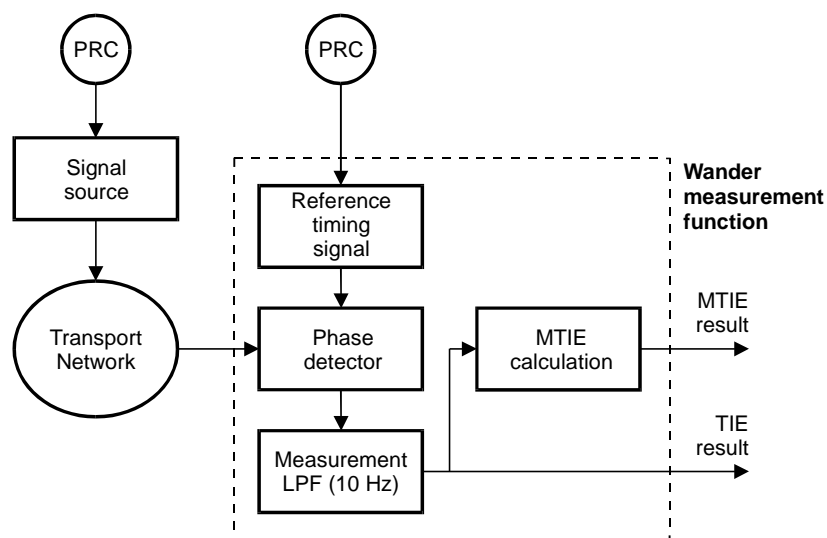 PRC
PRC
Signal
source
Wander
measurement
function
Reference
timing
signal
Transport
Network
Phase
detector
MTIE
calculation
MTIE
result
Measurement
LPF (10 Hz)
TIE
result